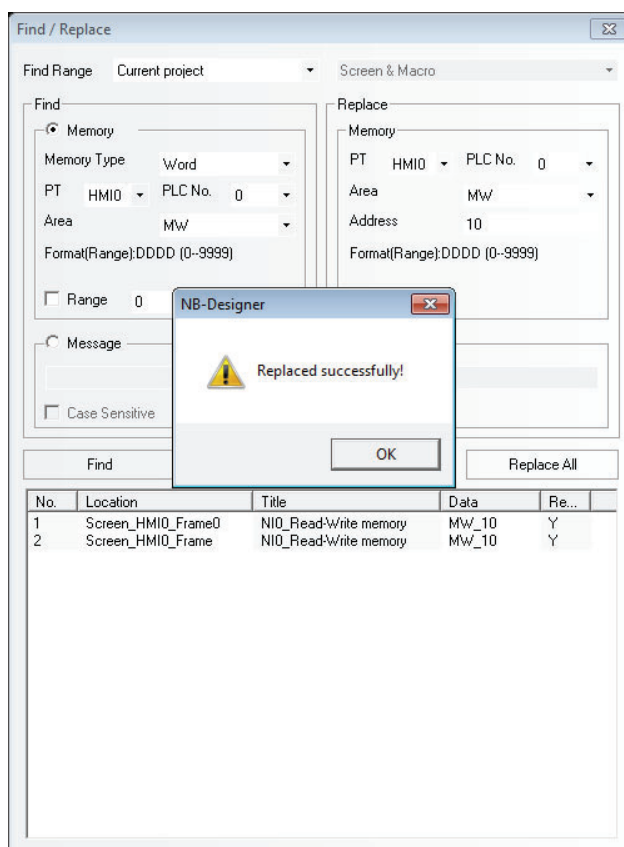 Find / Replace
Find Range Current project Screen & Macro
Find Replace
Memory Memory
Memory Type Word PT HMI0 PLC No. 0
PT HMI0 PLC No. 0 Area MW
Area MW Address 10
Format(Range):DDDD (0--9999) Format(Range):DDDD (0--9999)
Range 0 NB-Designer
Message
Replaced successfully!
Case Sensitive
OK
Find Replace All
No. Location Title Data Re...
1 Screen_HMI0_Frame0 NI0_Read-Write memory MW_10 Y
2 Screen_HMI0_Frame NI0_Read-Write memory MW_10 Y